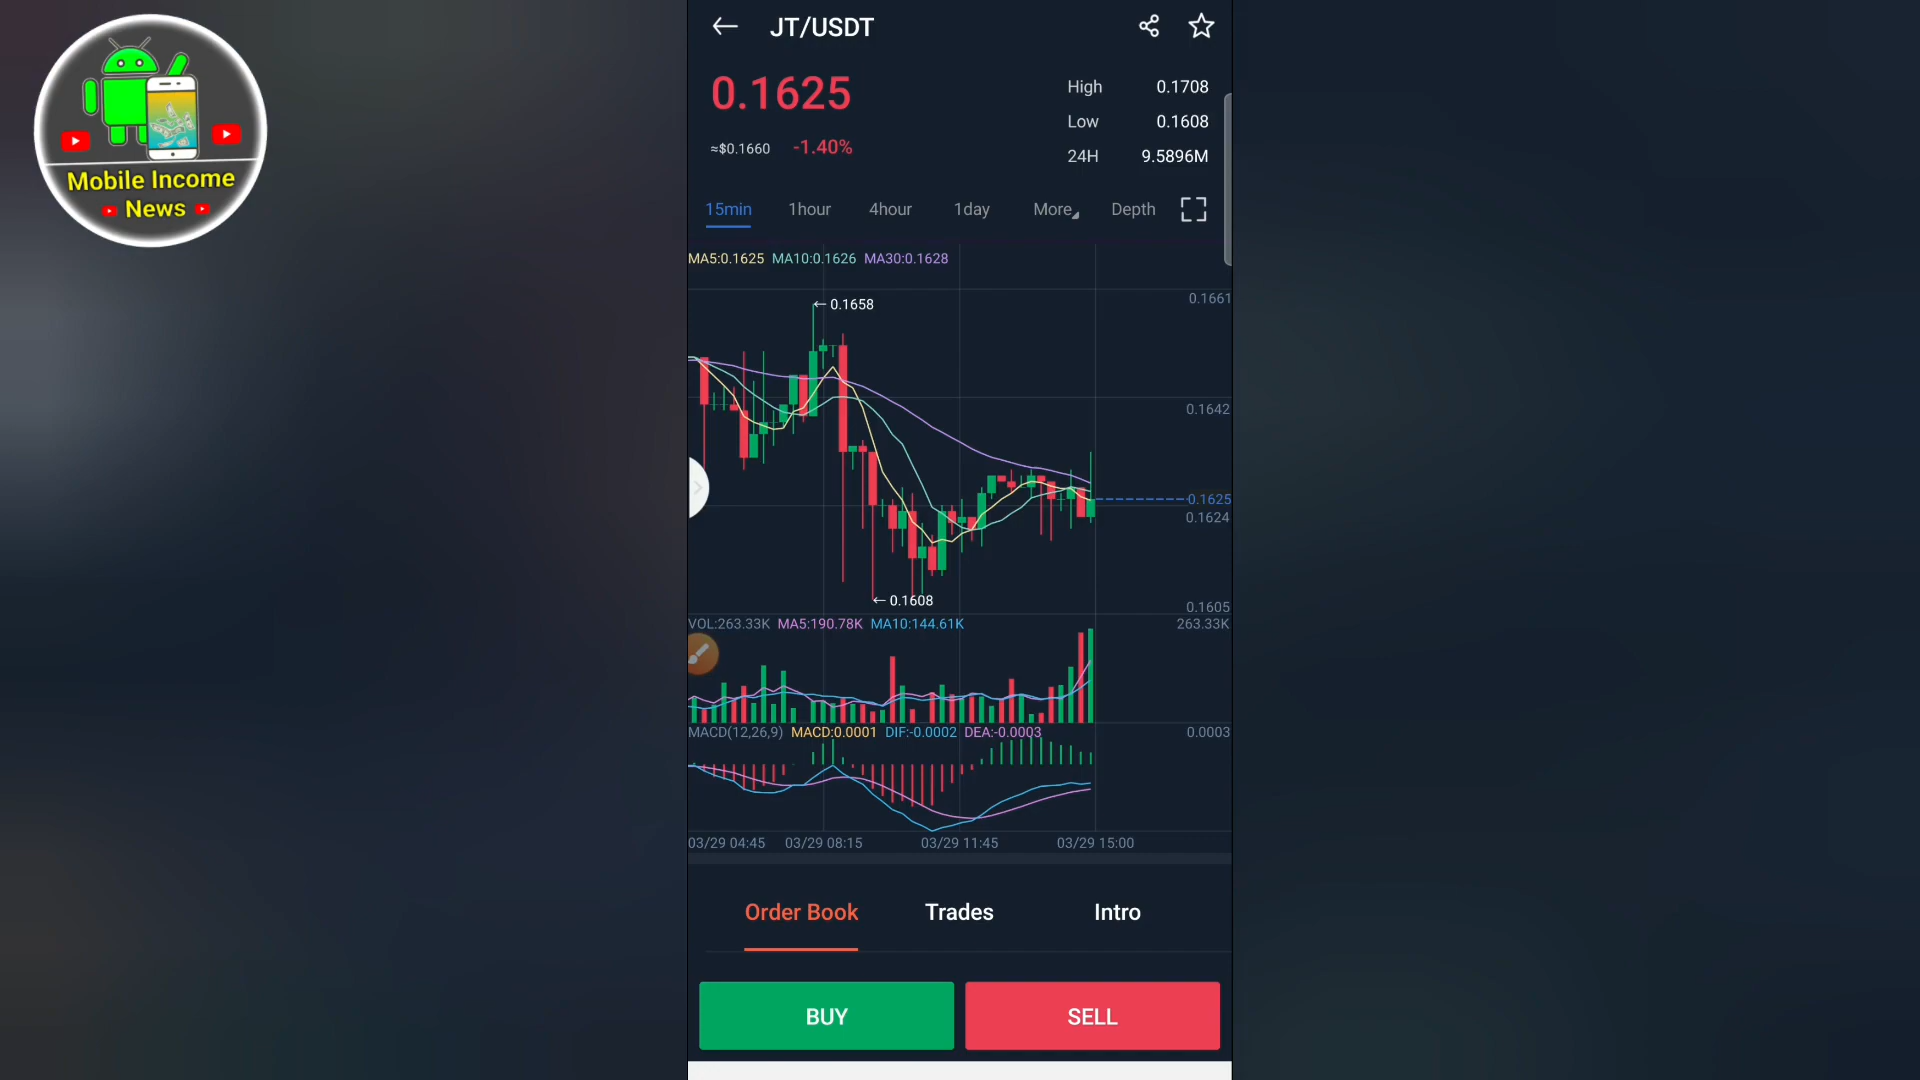 Mobile Income
News
JT/USDT
0.1625
≈$0.1660 -1.40%
High 0.1708
Low 0.1608
24H 9.5896M
15min 1hour 4hour 1day More Depth
MA5:0.1625 MA10:0.1626 MA30:0.1628
0.1661
0.1658
0.1642
0.1625
0.1624
0.1608
0.1605
VOL:263.33K MA5:190.78K MA10:144.61K 263.33K
MACD(12,26,9) MACD:0.0001 DIF:-0.0002 DEA:-0.0003 0.0003
03/29 04:45 03/29 08:15 03/29 11:45 03/29 15:00
Order Book Trades Intro
BUY SELL